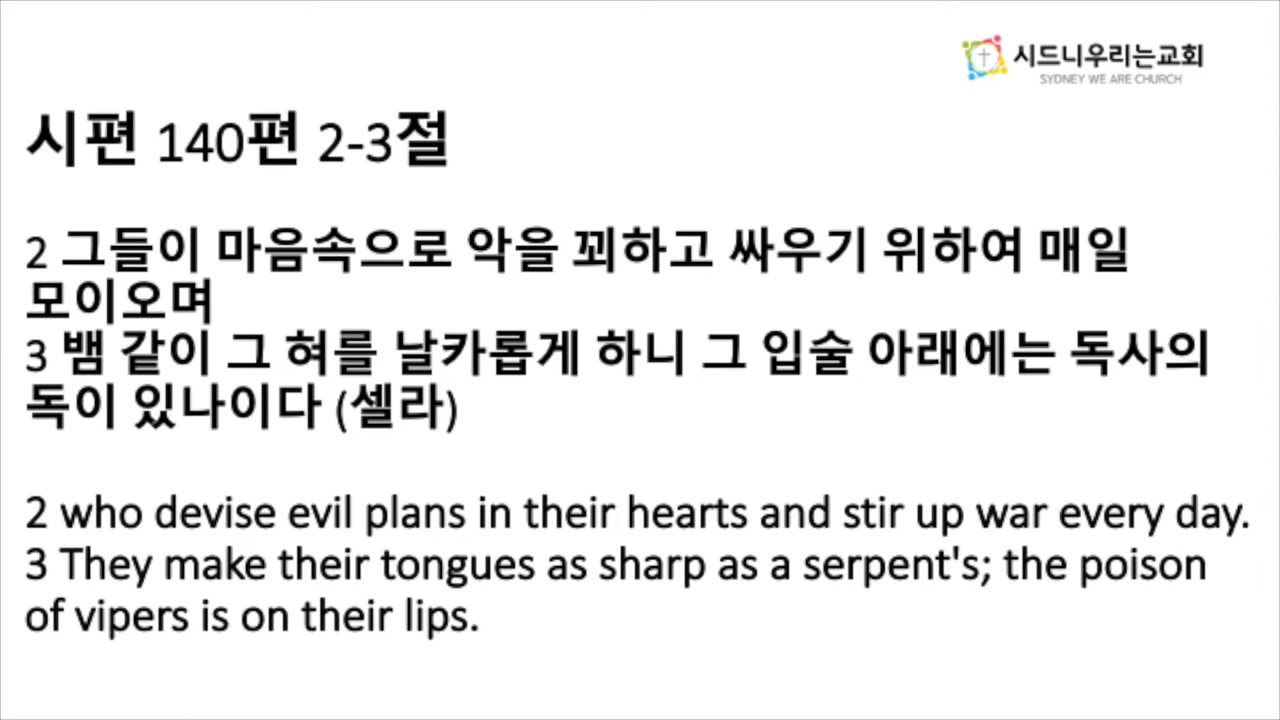 시드니우리는교회
SYDNEY WE ARE CHURCH
시편 140편 2-3절
2 그들이 마음속으로 악을 꾀하고 싸우기 위하여 매일
모이오며
3 뱀 같이 그 혀를 날카롭게 하니 그 입술 아래에는 독사의
독이 있나이다 (셀라)
2 who devise evil plans in their hearts and stir up war every day.
3 They make their tongues as sharp as a serpent's; the poison
of vipers is on their lips.